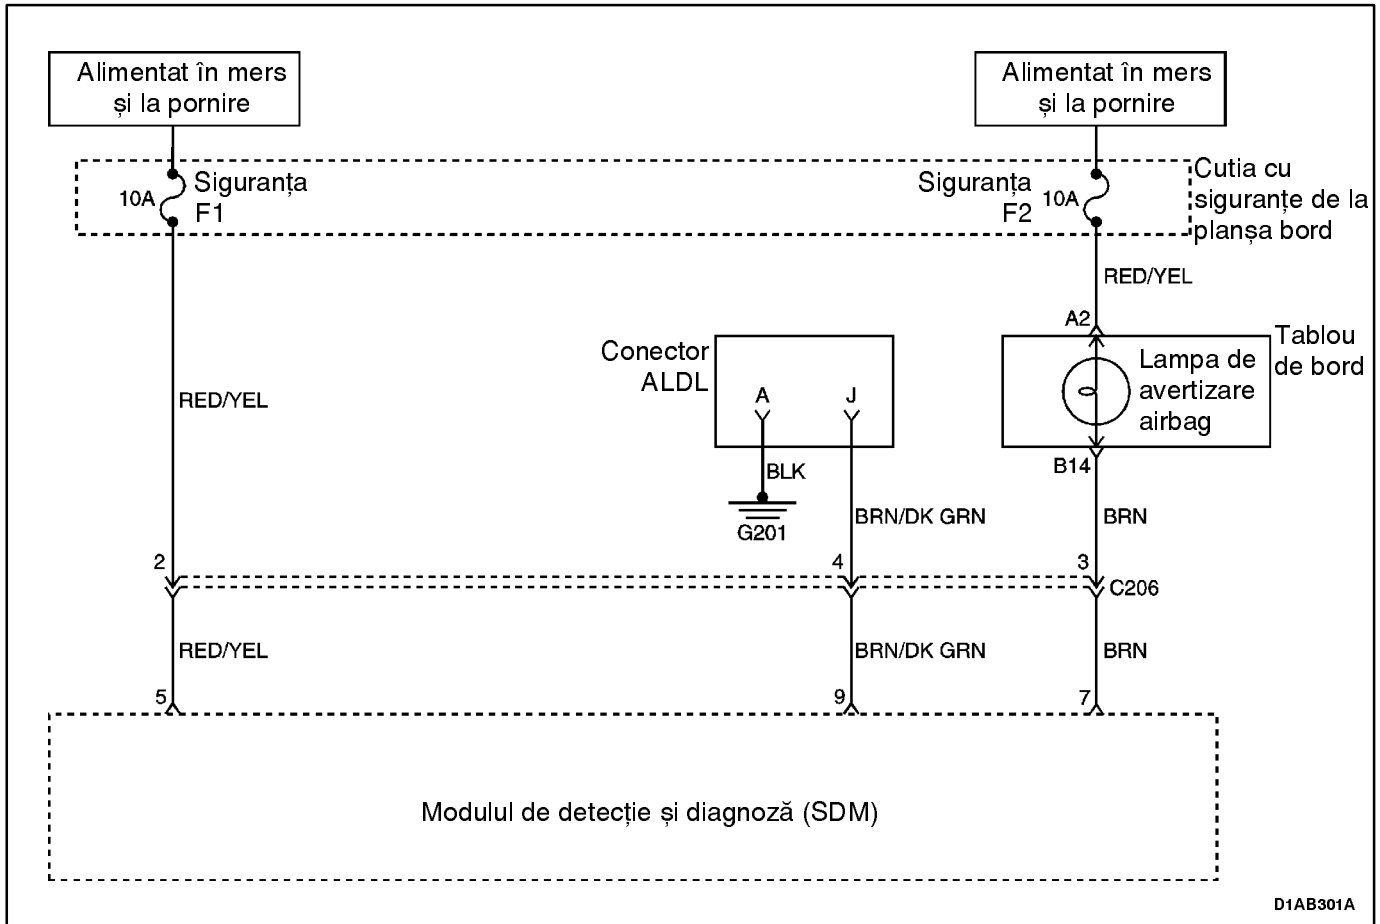 Alimentat în mers
și la pornire
Alimentat în mers
și la pornire
10A
Siguranța
F1
Siguranța
F2
10A
Cutia cu
siguranțe de la
planșa bord
RED/YEL
A2
Tablou
de bord
Conector
ALDL
Lampa de
avertizare
airbag
RED/YEL
A
J
B14
BLK
G201
BRN/DK GRN
BRN
2
4
3
C206
RED/YEL
BRN/DK GRN
BRN
5
9
7
Modulul de detecție și diagnoză (SDM)
D1AB301A